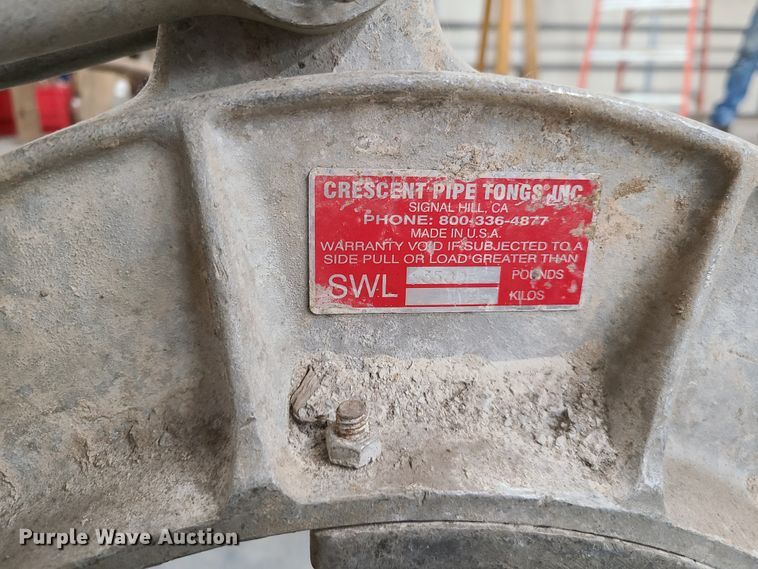 CRESCENT PIPE TONGS, INC.
SIGNAL HILL, CA
PHONE: 800-336-4877
MADE IN U.S.A.
WARRANTY VOID IF SUBJECTED TO A
SIDE PULL OR LOAD GREATER THAN
SWL POUNDS
KILOS
Purple Wave Auction